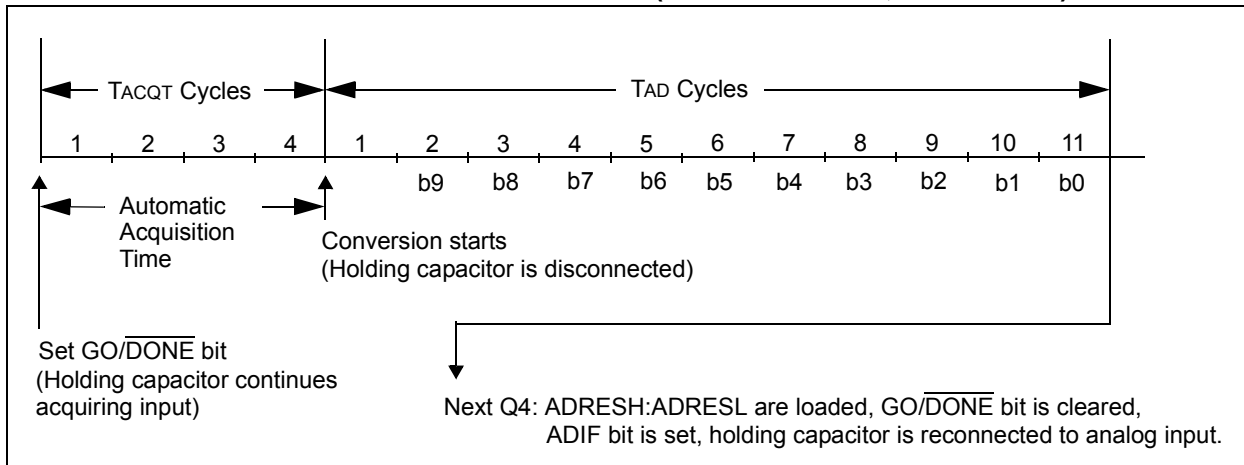 TACQT Cycles TAD Cycles
1 2 3 4 1 2 3 4 5 6 7 8 9 10 11
b9 b8 b7 b6 b5 b4 b3 b2 b1 b0
Automatic
Acquisition
Time
Conversion starts
(Holding capacitor is disconnected)
Set GO/DONE bit
(Holding capacitor continues
acquiring input)
Next Q4: ADRESH:ADRESL are loaded, GO/DONE bit is cleared,
ADIF bit is set, holding capacitor is reconnected to analog input.